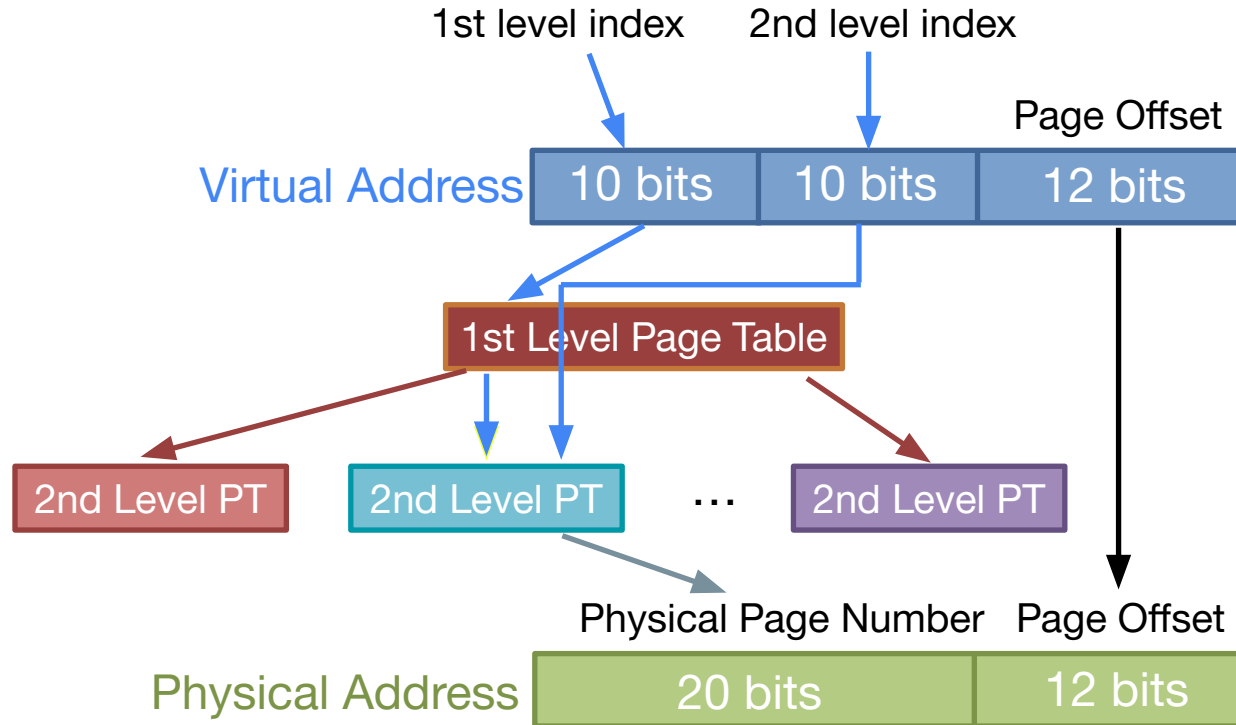 1st level index 2nd level index
Page Offset
Virtual Address 10 bits 10 bits 12 bits
1st Level Page Table
2nd Level PT 2nd Level PT ... 2nd Level PT
Physical Page Number Page Offset
Physical Address 20 bits 12 bits